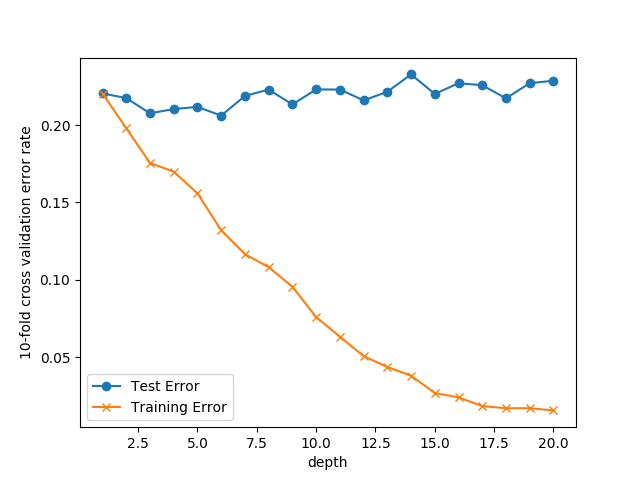 0.20
0.15
0.10
0.05
10-fold cross validation error rate
Test Error
Training Error
2.5 5.0 7.5 10.0 12.5 15.0 17.5 20.0
depth